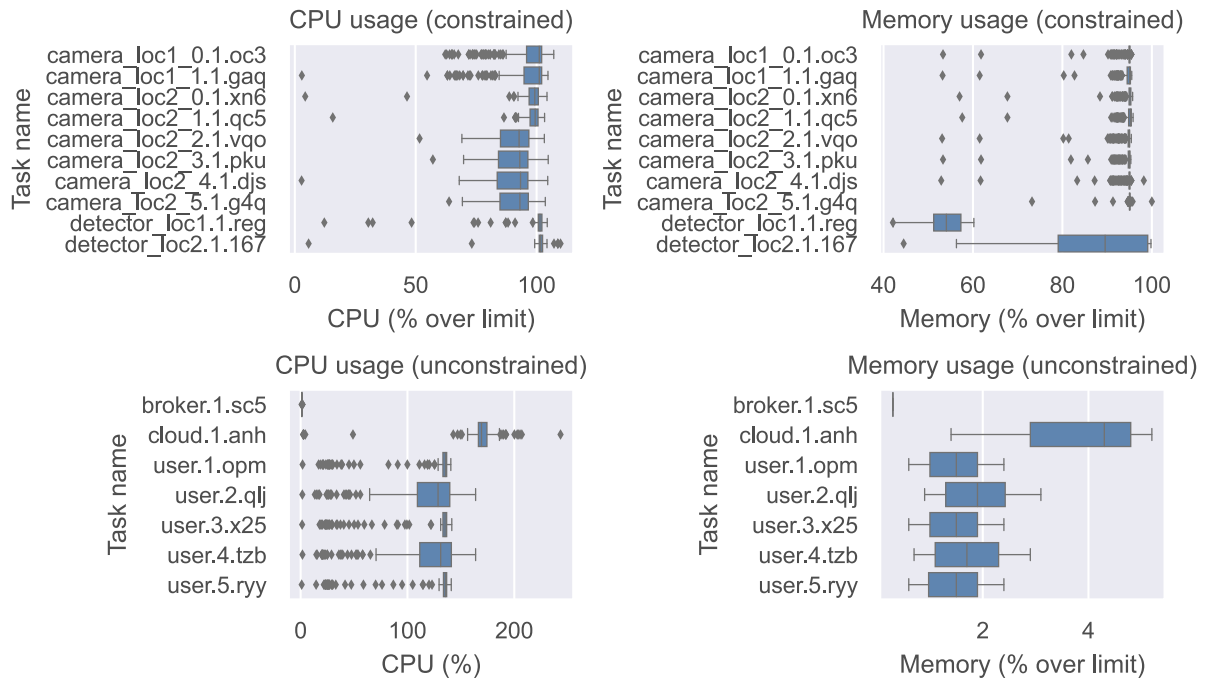 CPU usage (constrained)
Task name
camera_loc1_0.1.oc3
camera_loc1_1.1.gaq
camera_loc2_0.1.xn6
camera_loc2_1.1.qc5
camera_loc2_2.1.vqo
camera_loc2_3.1.pku
camera_loc2_4.1.djs
camera_loc2_5.1.g4q
detector_loc1.1.reg
detector_loc2.1.167
0 50 100
CPU (% over limit)
Memory usage (constrained)
Task name
camera_loc1_0.1.oc3
camera_loc1_1.1.gaq
camera_loc2_0.1.xn6
camera_loc2_1.1.qc5
camera_loc2_2.1.vqo
camera_loc2_3.1.pku
camera_loc2_4.1.djs
camera_loc2_5.1.g4q
detector_loc1.1.reg
detector_loc2.1.167
40 60 80 100
Memory (% over limit)
CPU usage (unconstrained)
Task name
broker.1.sc5
cloud.1.anh
user.1.opm
user.2.qlj
user.3.x25
user.4.tzb
user.5.ryy
0 100 200
CPU (%)
Memory usage (unconstrained)
Task name
broker.1.sc5
cloud.1.anh
user.1.opm
user.2.qlj
user.3.x25
user.4.tzb
user.5.ryy
2 4
Memory (% over limit)